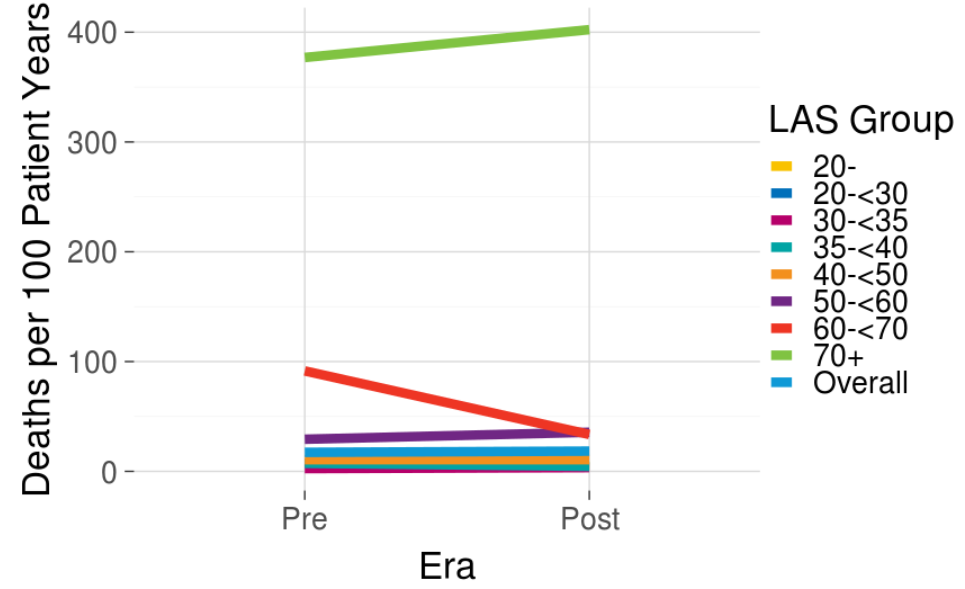 Deaths per 100 Patient Years
400
300
200
100
0
Pre
Post
Era
LAS Group
20-
20-<30
30-<35
35-<40
40-<50
50-<60
60-<70
70+
Overall